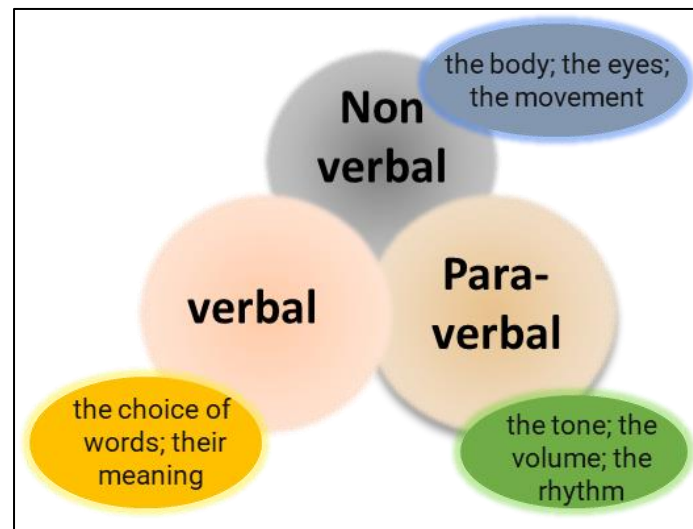 the body; the eyes;
the movement
Non
verbal
verbal
Para-
verbal
the choice of
words; their
meaning
the tone; the
volume; the
rhythm